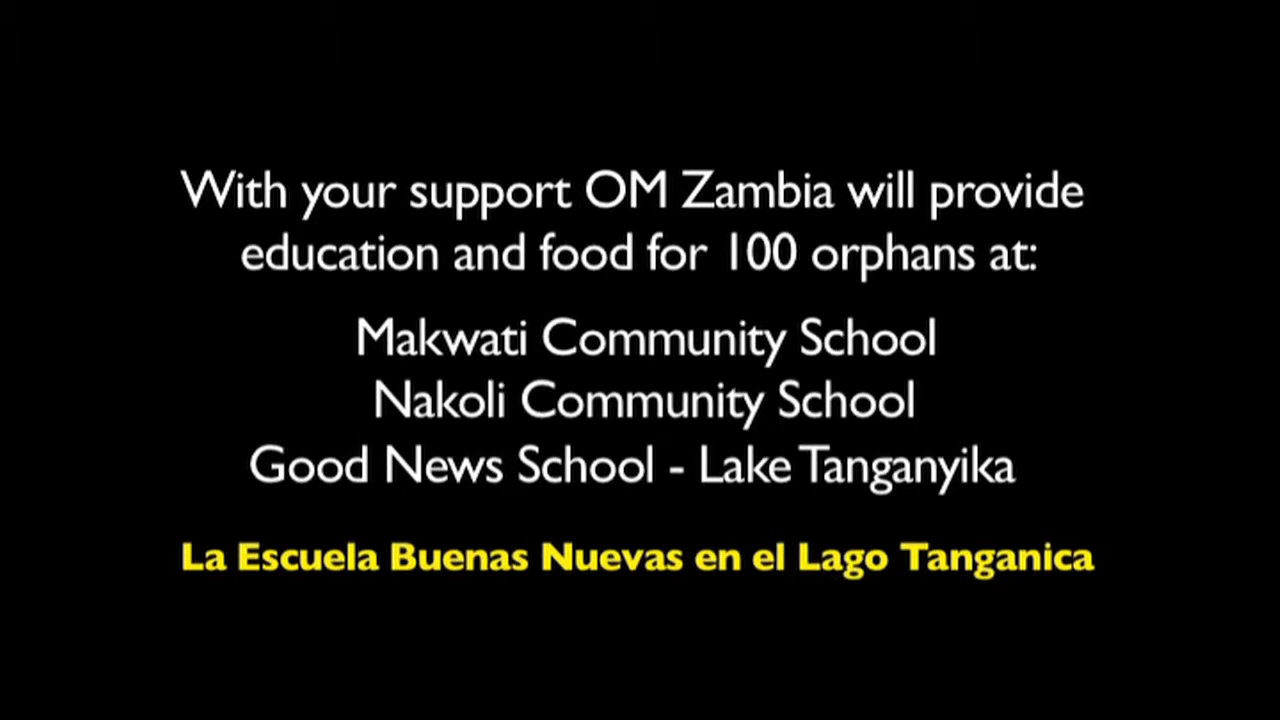 With your support OM Zambia will provide
education and food for 100 orphans at:
Makwati Community School
Nakoli Community School
Good News School - Lake Tanganyika
La Escuela Buenas Nuevas en el Lago Tanganica